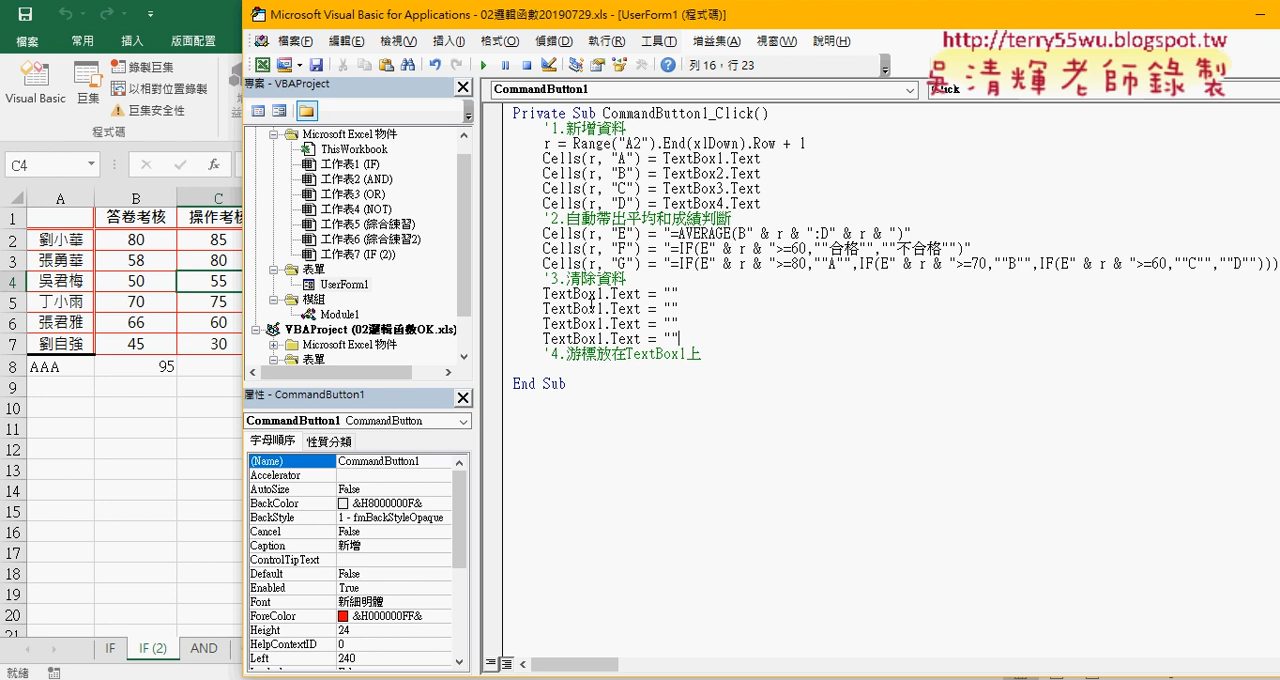 Microsoft Visual Basic for Applications - 02邏輯函數20190729.xls - [UserForm1 (程式碼)]
檔案 常用 插入 版面配置
檔案(F) 編輯(E) 檢視(V) 插入(I) 格式(O) 偵錯(D) 執行(R) 工具(T) 增益集(A) 視窗(W) 說明(H)
http://terry55wu.blogspot.tw
吳清輝老師錄製
列 16，行 23
Visual Basic
巨集
錄製巨集
以相對位置錄製
巨集安全性
程式碼
專案 - VBAProject
CommandButton1
Click
Microsoft Excel 物件
ThisWorkbook
工作表1 (IF)
工作表2 (AND)
工作表3 (OR)
工作表4 (NOT)
工作表5 (綜合練習)
工作表6 (綜合練習2)
工作表7 (IF (2))
表單
UserForm1
模組
Module1
VBAProject (02邏輯函數OK.xls)
Microsoft Excel 物件
表單
C4 fx
A B C
1 答卷考核 操作考核
2 劉小華 80 85
3 張勇華 58 80
4 吳君梅 50 55
5 丁小雨 70 75
6 張君雅 66 60
7 劉自強 45 30
8 AAA 95
9
10
11
12
13
14
15
16
17
18
19
20
21
IF IF (2) AND
就緒
屬性 - CommandButton1
CommandButton1 CommandButton
字母順序 性質分類
(Name) CommandButton1
Accelerator
AutoSize False
BackColor &H8000000F&
BackStyle 1 - fmBackStyleOpaque
Cancel False
Caption 新增
ControlTipText
Default False
Enabled True
Font 新細明體
ForeColor &H000000FF&
Height 24
HelpContextID 0
Left 240
Private Sub CommandButton1_Click()
'1.新增資料
r = Range("A2").End(xlDown).Row + 1
Cells(r, "A") = TextBox1.Text
Cells(r, "B") = TextBox2.Text
Cells(r, "C") = TextBox3.Text
Cells(r, "D") = TextBox4.Text
'2.自動帶出平均和成績判斷
Cells(r, "E") = "=AVERAGE(B" & r & ":D" & r & ")"
Cells(r, "F") = "=IF(E" & r & ">=60,""合格"",""不合格"")"
Cells(r, "G") = "=IF(E" & r & ">=80,""A"",IF(E" & r & ">=70,""B"",IF(E" & r & ">=60,""C"",""D"")))
'3.清除資料
TextBox1.Text = ""
TextBox1.Text = ""
TextBox1.Text = ""
TextBox1.Text = ""
'4.游標放在TextBox1上
End Sub